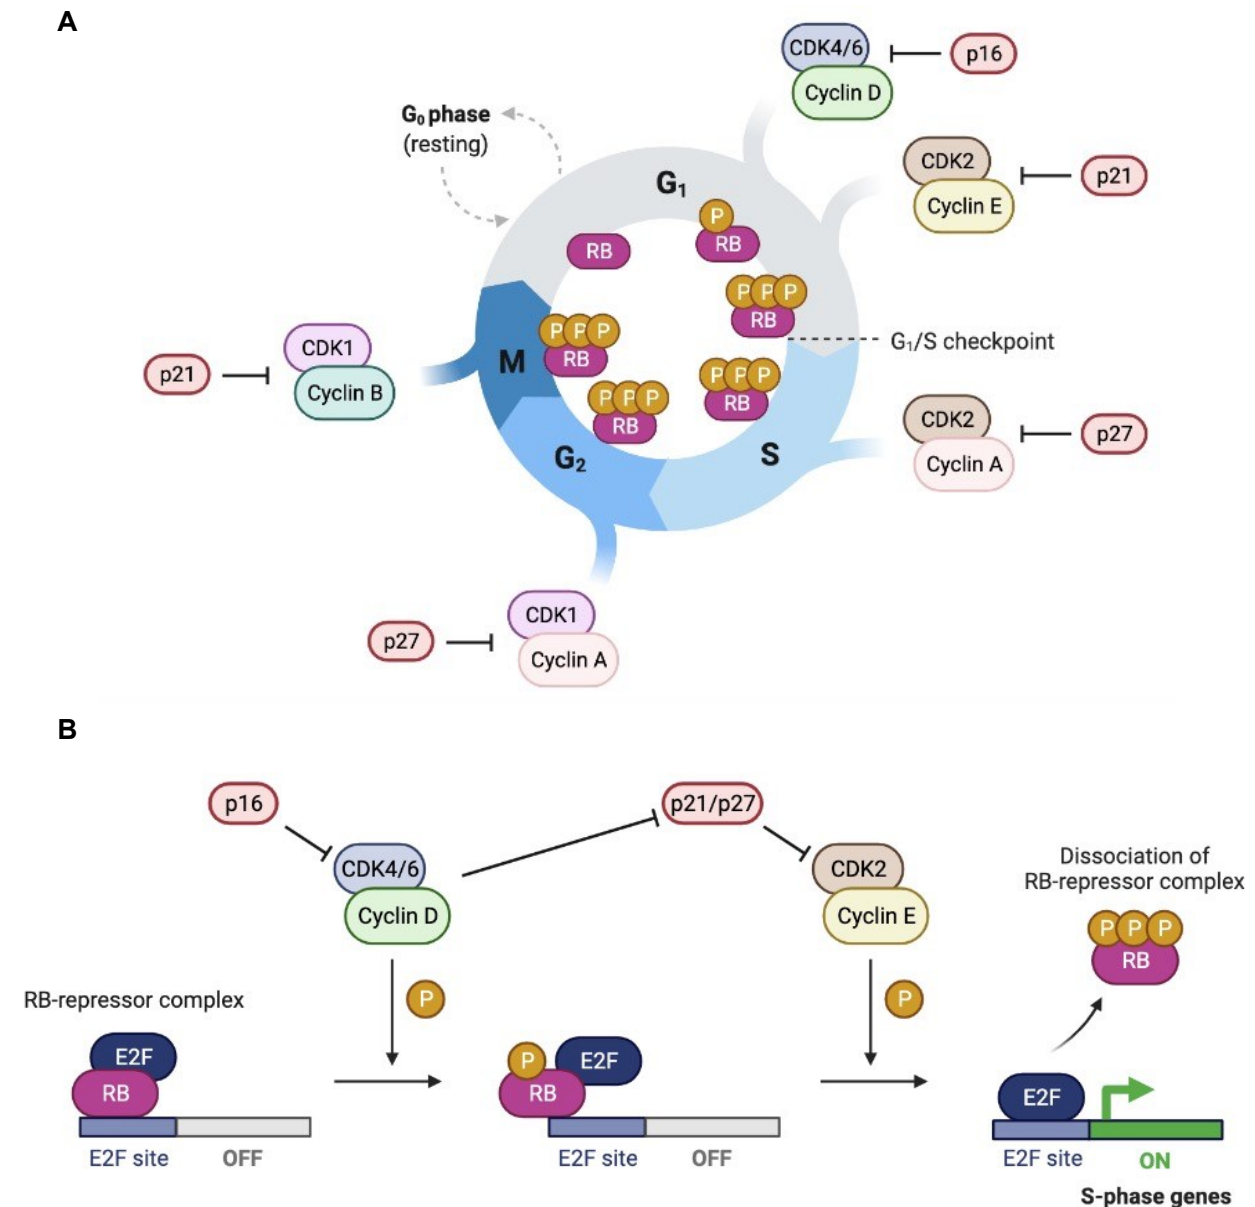 A
CDK4/6
p16
Cyclin D
G₀ phase
(resting)
CDK2
p21
Cyclin E
G₁
P
RB
RB
P P P
RB
G₁/S checkpoint
CDK1
p21
Cyclin B
M
P P P
RB
P P P
RB
P P P
RB
CDK2
p27
Cyclin A
S
G₂
CDK1
p27
Cyclin A
B
p16
p21/p27
CDK4/6
CDK2
Cyclin D
Cyclin E
Dissociation of
RB-repressor complex
P P P
RB
RB-repressor complex
P
P
E2F
RB
P
E2F
RB
E2F
E2F site
OFF
E2F site
OFF
E2F site
ON
S-phase genes